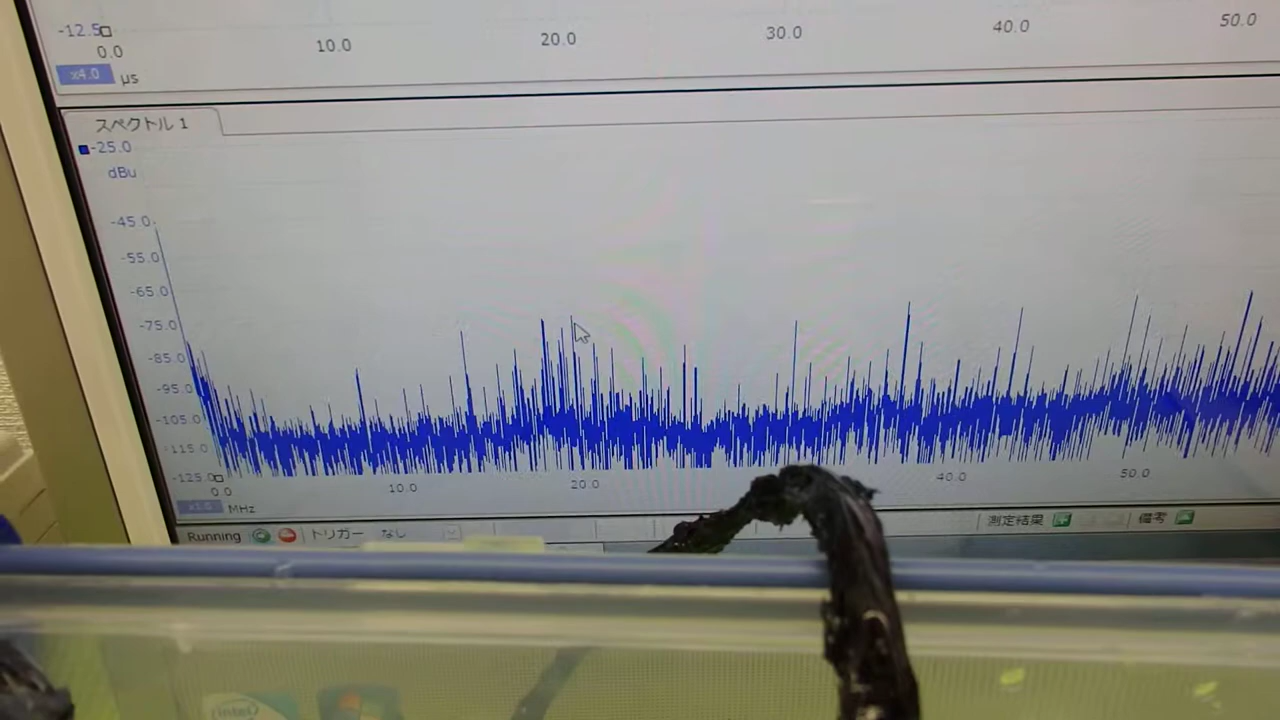 -12.5
0.0 10.0 20.0 30.0 40.0 50.0
x4.0 μs
スペクトル 1
-25.0
dBu
-45.0
-55.0
-65.0
-75.0
-85.0
-95.0
-105.0
-115.0
-125.0
0.0 10.0 20.0 40.0 50.0
MHz
Running トリガー なし 測定結果 備考
intel